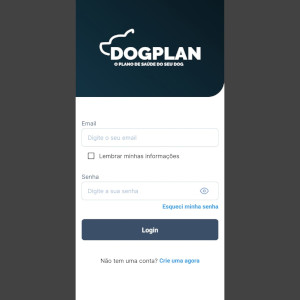 DOGPLAN
O PLANO DE SAÚDE DO SEU DOG
Email
Digite o seu email
Lembrar minhas informações
Senha
Digite a sua senha
Esqueci minha senha
Login
Não tem uma conta? Crie uma agora